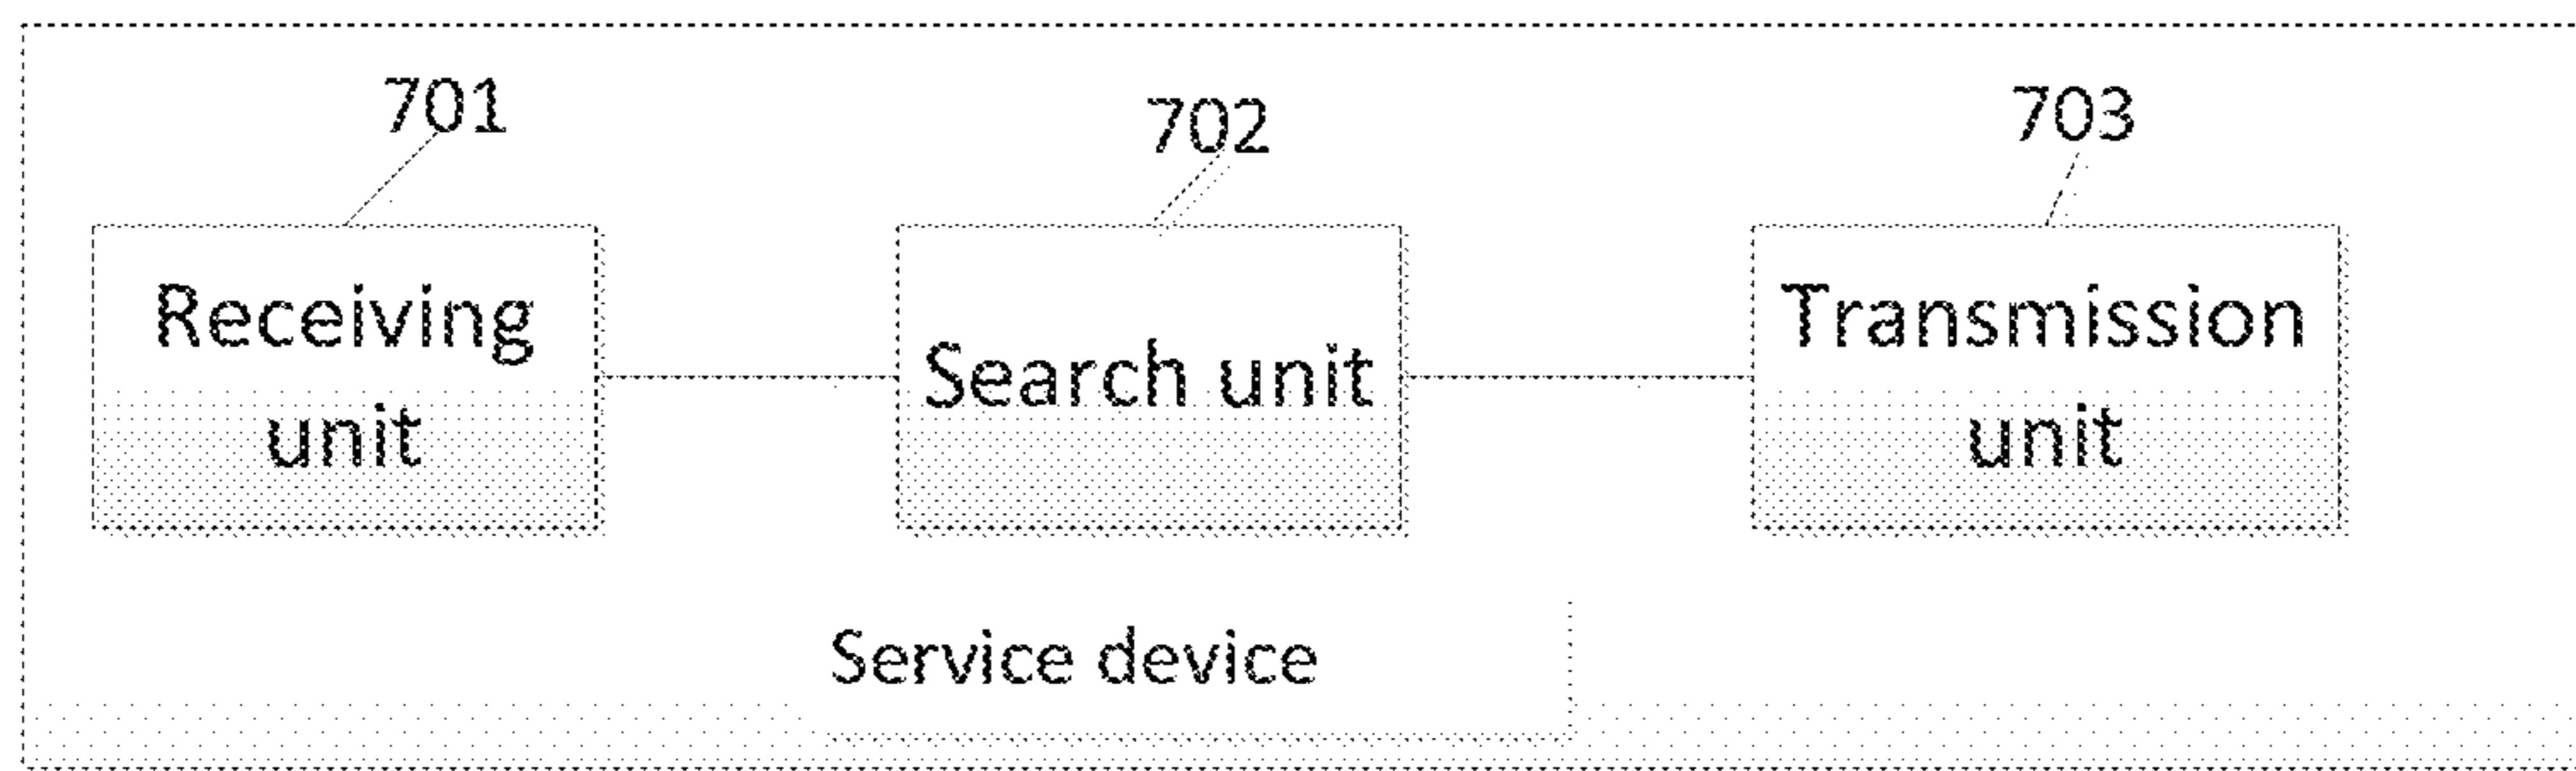 701
702
703
Receiving
unit
Search unit
Transmission
unit
Service device